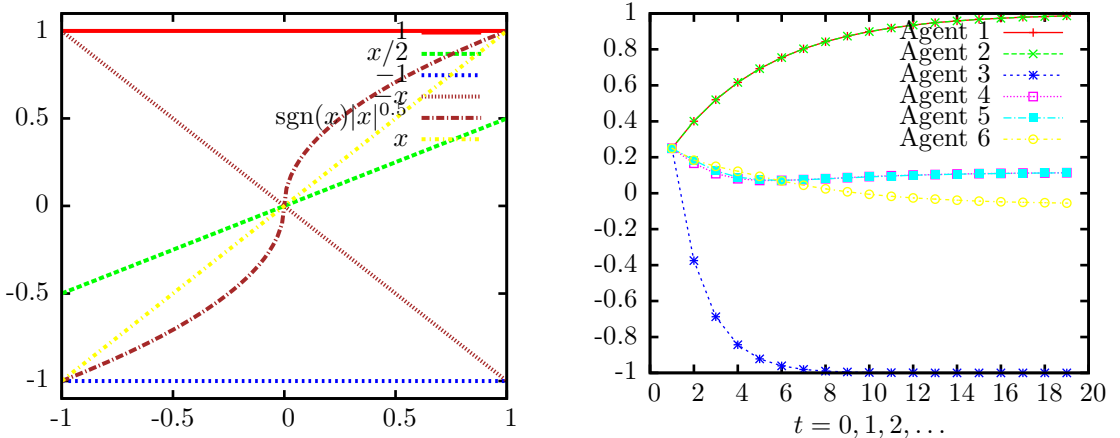 1
0.5
0
-0.5
-1
-1
-0.5
0
0.5
1
1
x/2
−1
−x
sgn(x)|x|^0.5
x
1
0.8
0.6
0.4
0.2
0
-0.2
-0.4
-0.6
-0.8
-1
0 2 4 6 8 10 12 14 16 18 20
t = 0, 1, 2, . . .
Agent 1
Agent 2
Agent 3
Agent 4
Agent 5
Agent 6